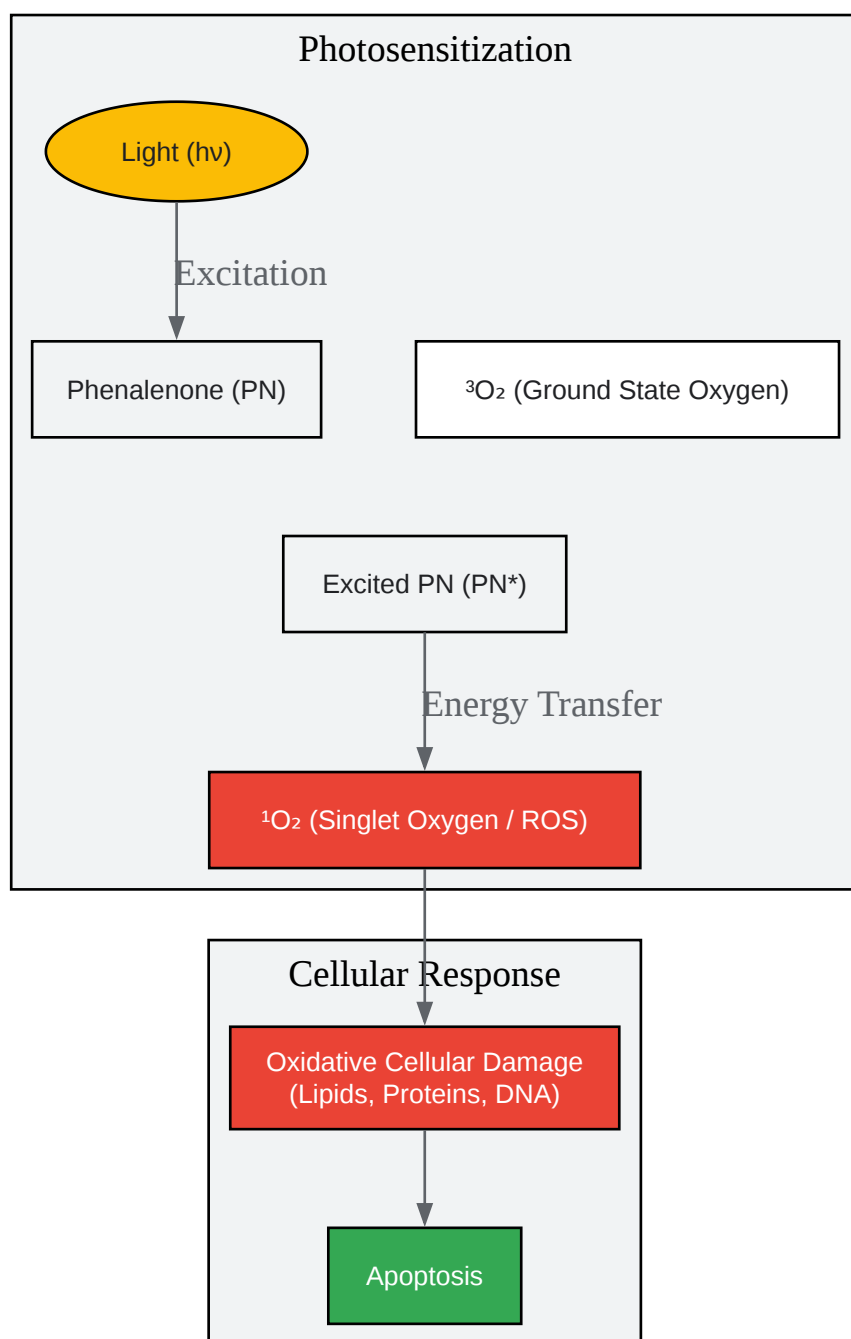 Photosensitization
Light (hν)
Excitation
Phenalenone (PN)
³O₂ (Ground State Oxygen)
Excited PN (PN*)
Energy Transfer
¹O₂ (Singlet Oxygen / ROS)
Cellular Response
Oxidative Cellular Damage
(Lipids, Proteins, DNA)
Apoptosis